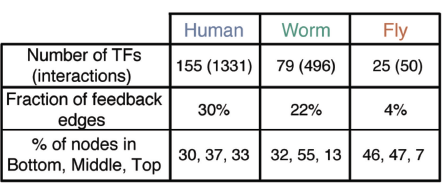 Human Worm Fly
Number of TFs
(interactions) 155 (1331) 79 (496) 25 (50)
Fraction of feedback
edges 30% 22% 4%
% of nodes in
Bottom, Middle, Top 30, 37, 33 32, 55, 13 46, 47, 7